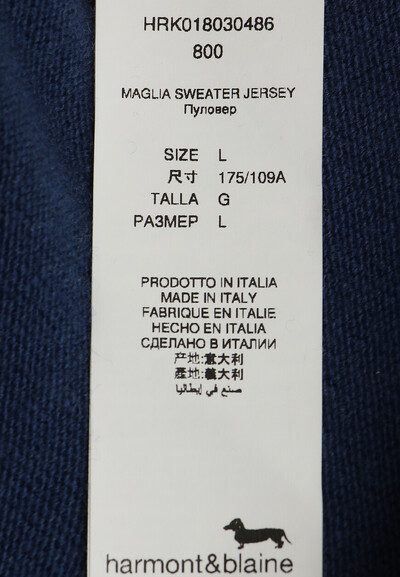 HRK018030486
800
MAGLIA SWEATER JERSEY
Пуловер
SIZE L
尺寸 175/109A
TALLA G
РАЗМЕР L
PRODOTTO IN ITALIA
MADE IN ITALY
FABRIQUE EN ITALIE
HECHO EN ITALIA
СДЕЛАНО В ИТАЛИИ
产地:意大利
產地:義大利
صنع في إيطاليا
harmont&blaine